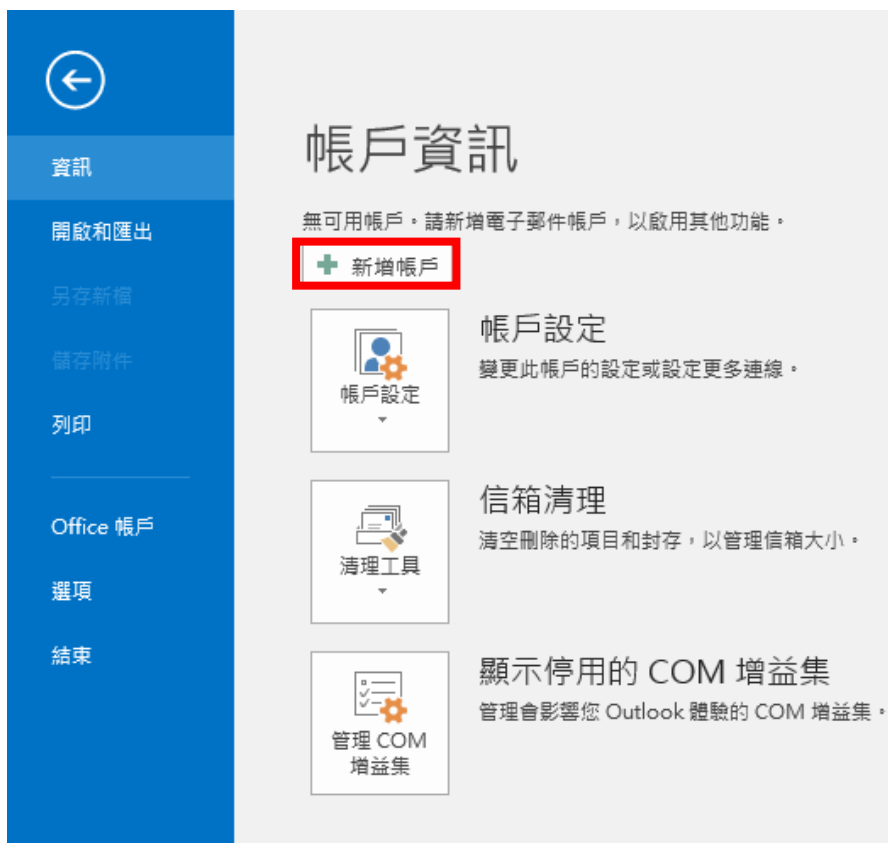 資訊
開啟和匯出
另存新檔
儲存附件
列印
Office 帳戶
選項
結束
帳戶資訊
無可用帳戶。請新增電子郵件帳戶，以啟用其他功能。
新增帳戶
帳戶設定
帳戶設定
變更此帳戶的設定或設定更多連線。
清理工具
信箱清理
清空刪除的項目和封存，以管理信箱大小。
管理 COM
增益集
顯示停用的 COM 增益集
管理會影響您 Outlook 體驗的 COM 增益集。